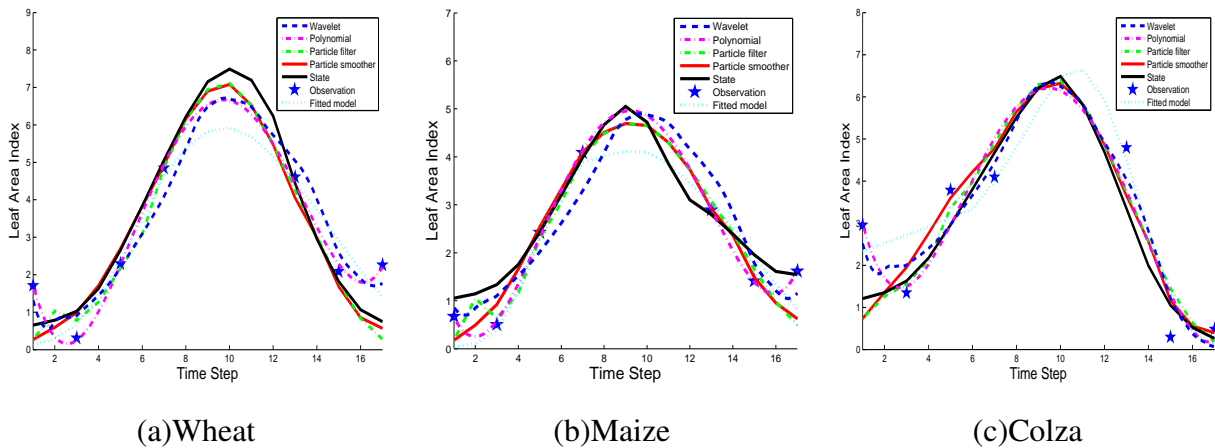 Leaf Area Index
9
8
7
6
5
4
3
2
1
0
2 4 6 8 10 12 14 16
Time Step
Wavelet
Polynomial
Particle filter
Particle smoother
State
Observation
Fitted model
(a)Wheat
Leaf Area Index
7
6
5
4
3
2
1
0
2 4 6 8 10 12 14 16
Time Step
Wavelet
Polynomial
Particle filter
Particle smoother
State
Observation
Fitted model
(b)Maize
Leaf Area Index
8
7
6
5
4
3
2
1
0
2 4 6 8 10 12 14 16
Time Step
Wavelet
Polynomial
Particle filter
Particle smoother
State
Observation
Fitted model
(c)Colza